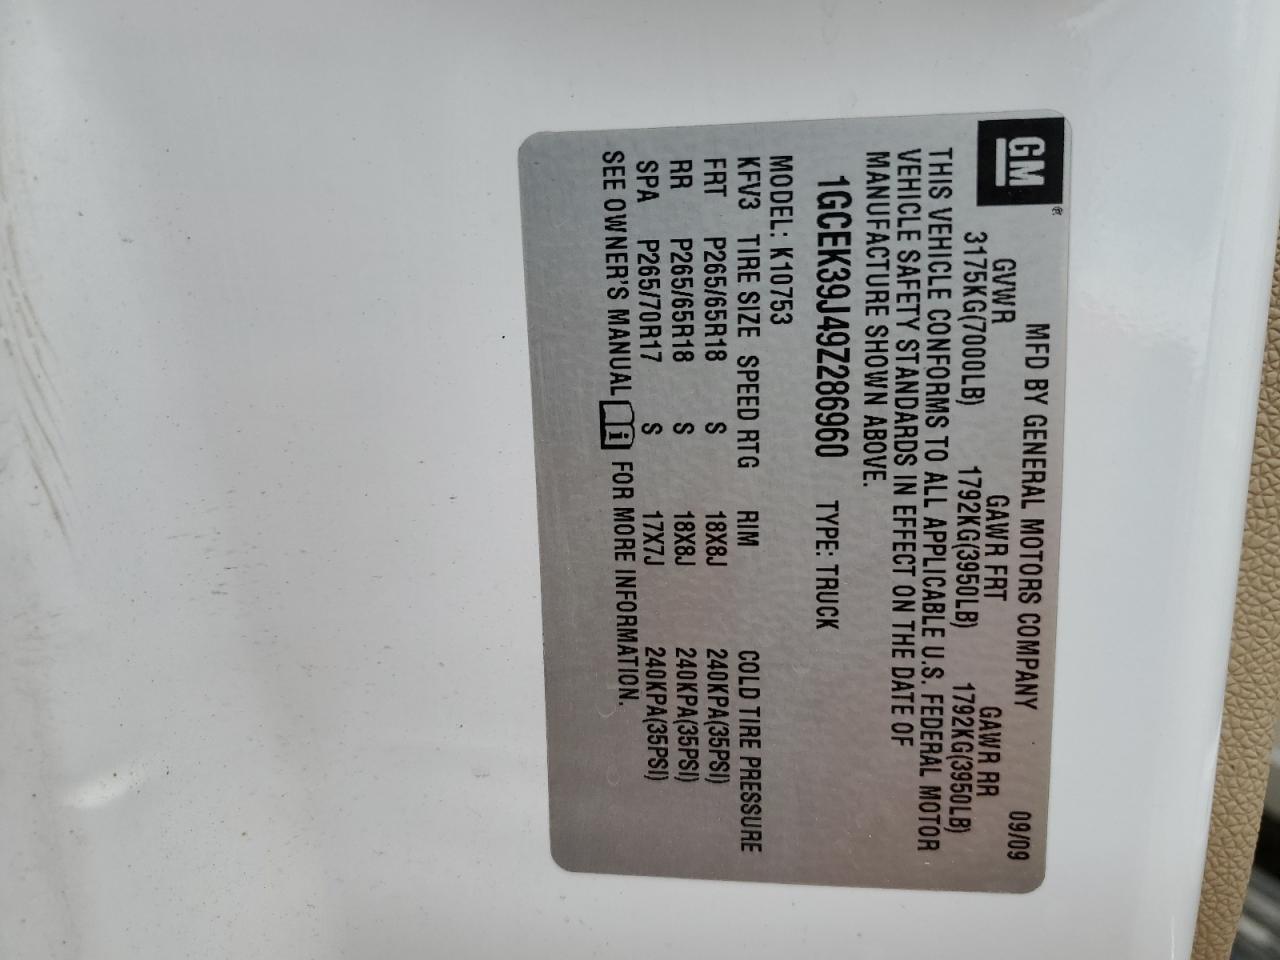 GM®
MFD BY GENERAL MOTORS COMPANY 09/09
GVWR GAWR FRT GAWR RR
3175KG(7000LB) 1792KG(3950LB) 1792KG(3950LB)
THIS VEHICLE CONFORMS TO ALL APPLICABLE U.S. FEDERAL MOTOR
VEHICLE SAFETY STANDARDS IN EFFECT ON THE DATE OF
MANUFACTURE SHOWN ABOVE.
1GCEK39J49Z286960 TYPE: TRUCK
MODEL: K10753
KFV3 TIRE SIZE SPEED RTG RIM COLD TIRE PRESSURE
FRT P265/65R18 S 18X8J 240KPA(35PSI)
RR P265/65R18 S 18X8J 240KPA(35PSI)
SPA P265/70R17 S 17X7J 240KPA(35PSI)
SEE OWNER'S MANUAL i FOR MORE INFORMATION.